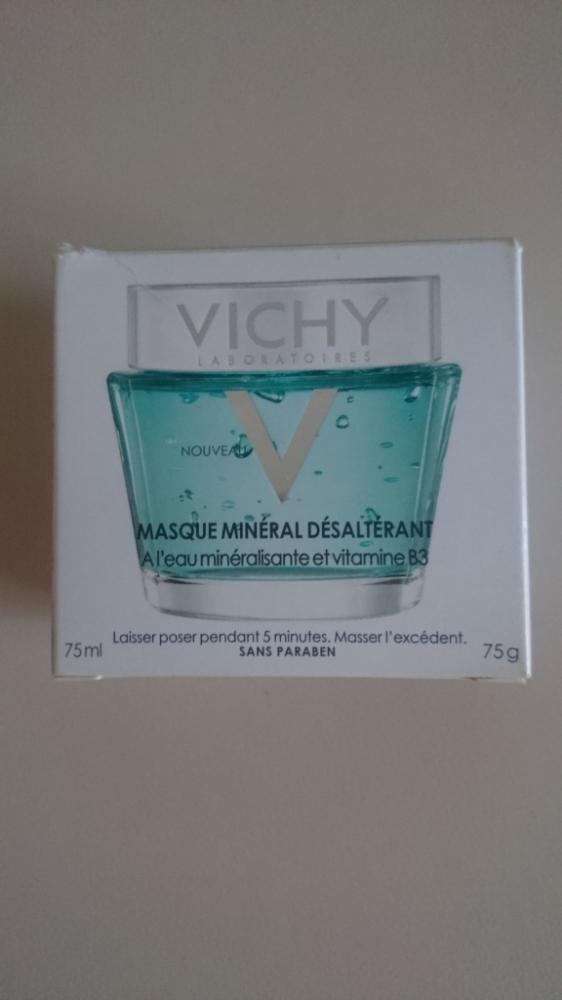 VICHY
LABORATOIRES
V
NOUVEAU
MASQUE MINÉRAL DÉSALTÉRANT
A l'eau minéralisante et vitamine B3
Laisser poser pendant 5 minutes. Masser l'excédent.
75ml SANS PARABEN 75g